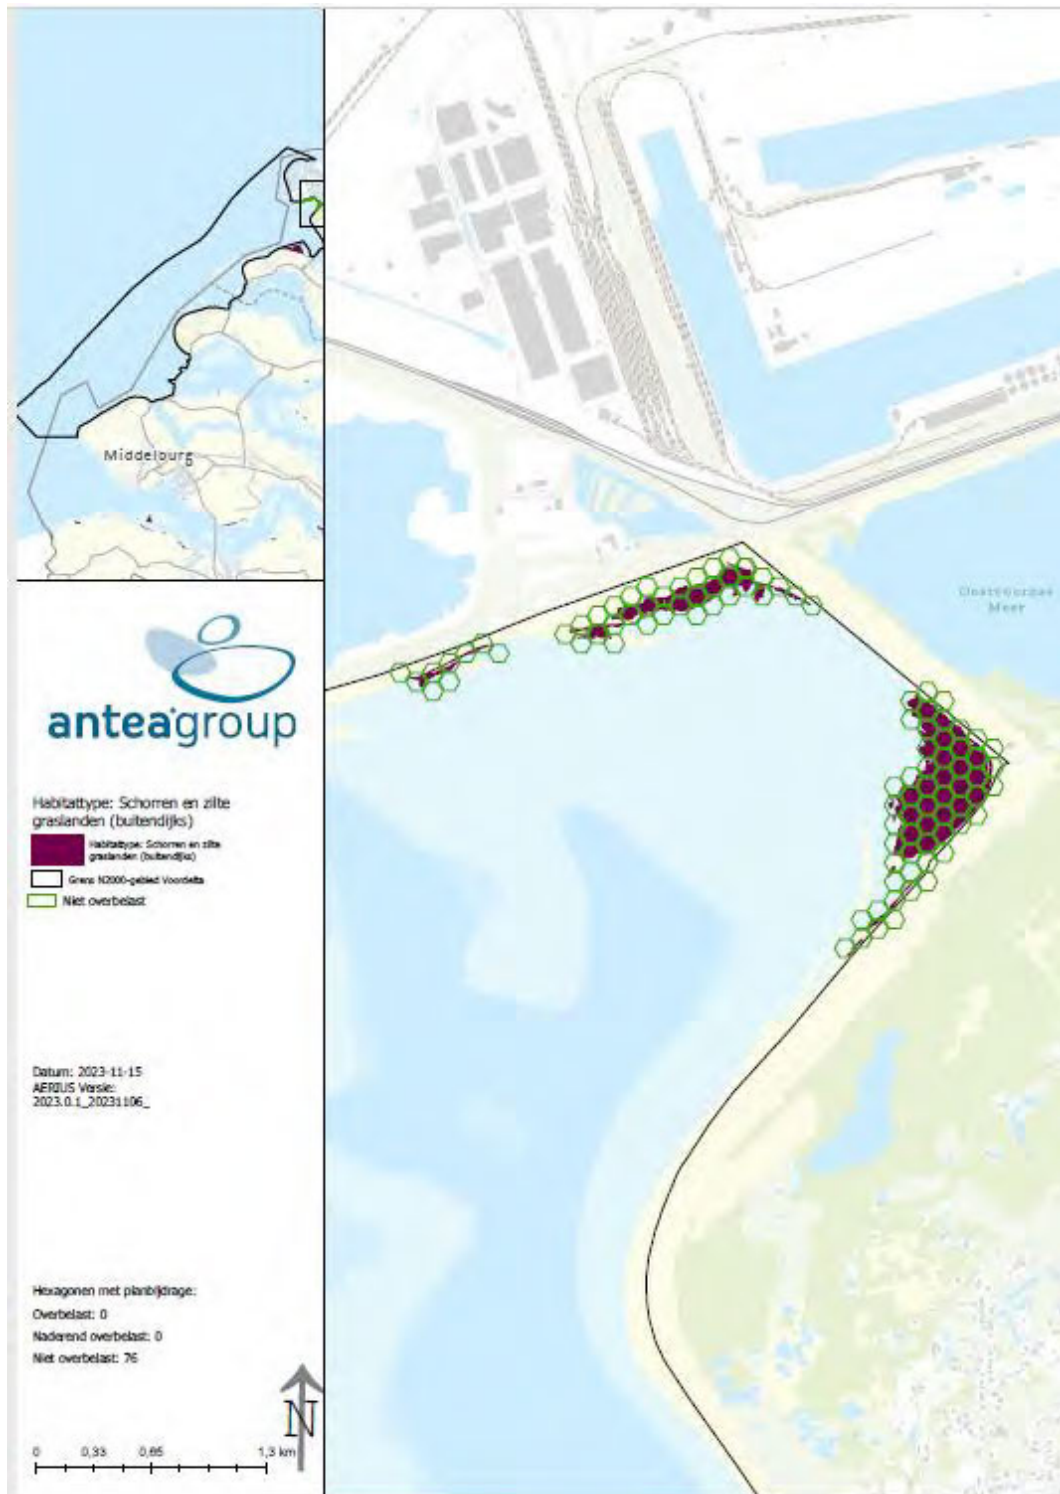 Middelburg
Meer
anteagroup
Habitattype: Schorren en zilte
graslanden (buitendijks)
Habitattype: Schorren en zilte
graslanden (buitendijks)
Grens N2000-gebied Voordelta
Niet overbelast
Datum: 2023-11-15
AERIUS Versie:
2023.0.1_20231106_
Hexagonen met planbijdrage:
Overbelast: 0
Naderend overbelast: 0
Niet overbelast: 76
N
0 0,33 0,65 1,3 km